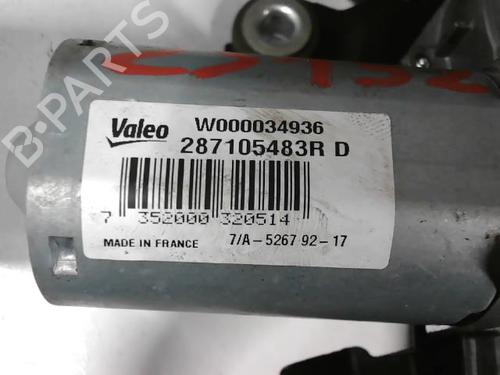 Valeo W000034936
287105483R D
7 352000 320514
MADE IN FRANCE 7/A-5267 92-17
B-PARTS